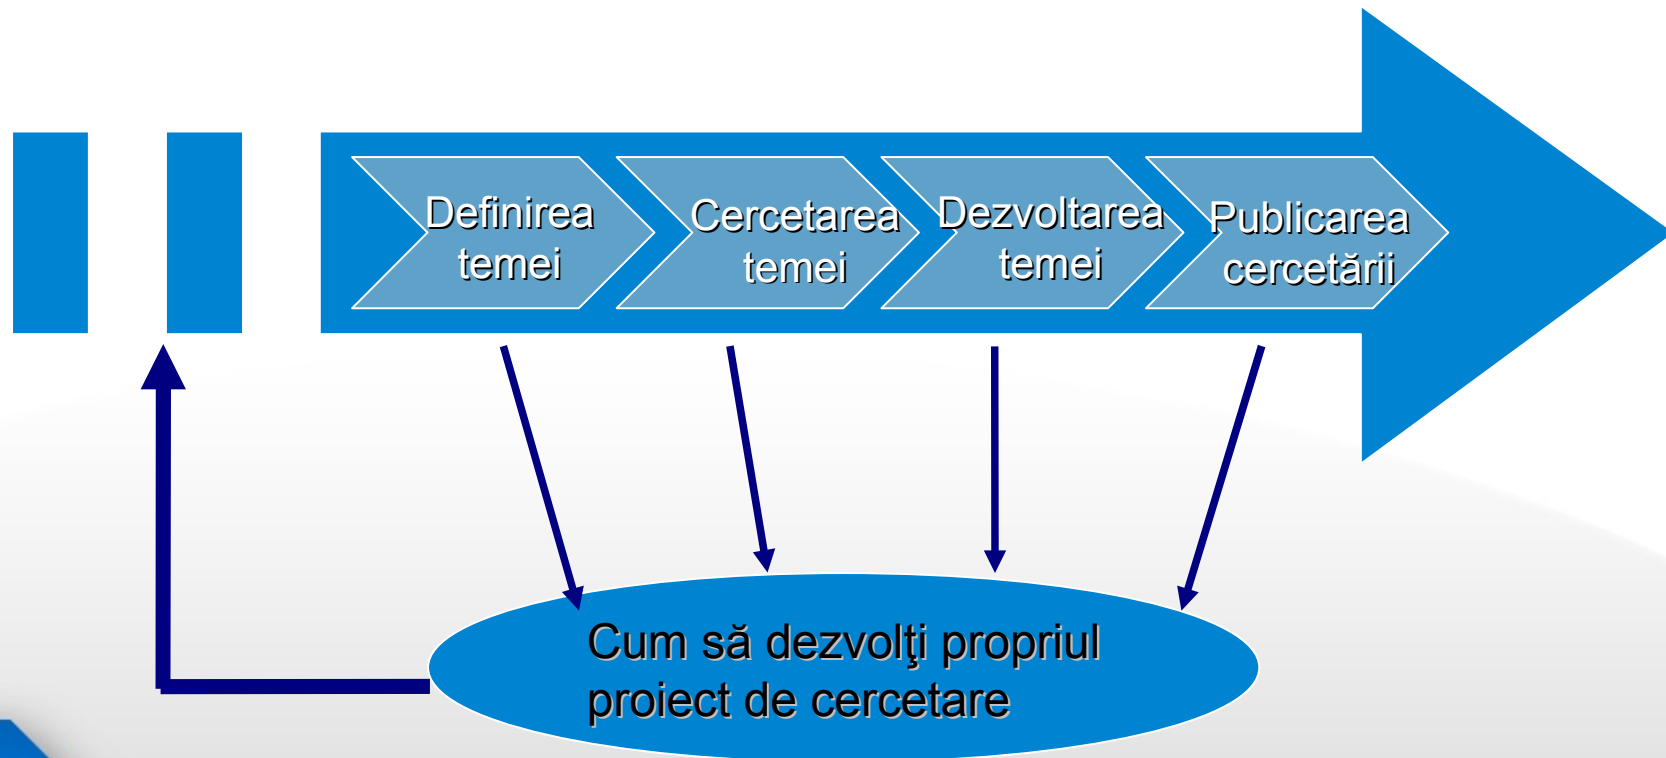 Definirea
temei
Cercetarea
temei
Dezvoltarea
temei
Publicarea
cercetării
Cum să dezvolţi propriul
proiect de cercetare